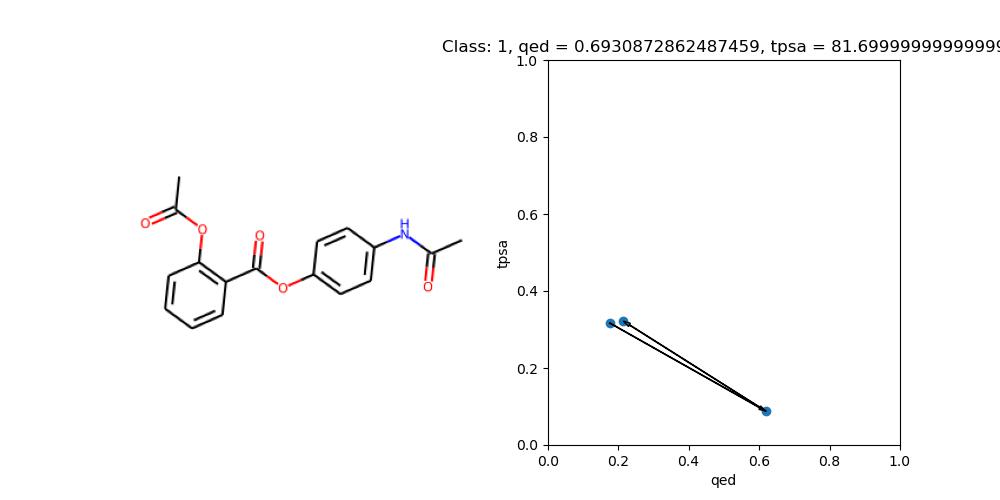 Class: 1, qed = 0.6930872862487459, tpsa = 81.69999999999999
1.0
0.8
0.6
0.4
0.2
0.0
tpsa
0.0 0.2 0.4 0.6 0.8 1.0
qed
O
O
O
O
H
N
O